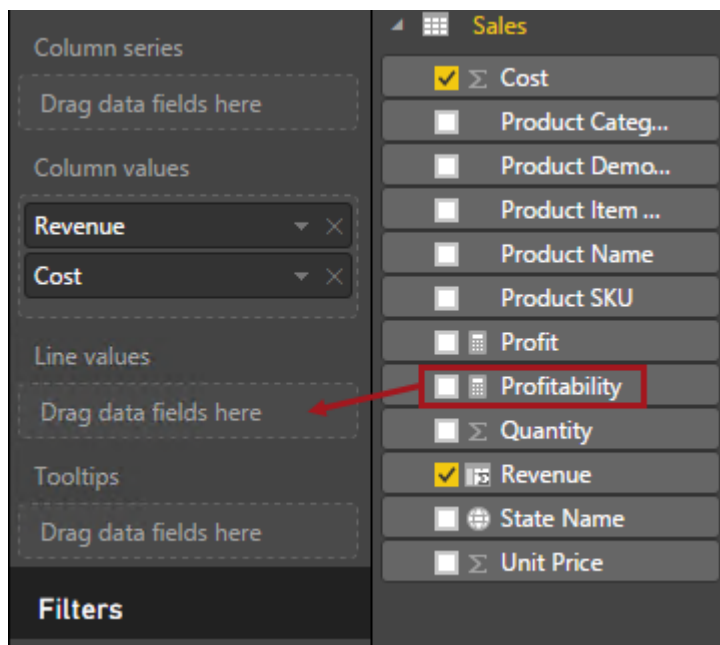 Column series
Drag data fields here
Column values
Revenue
Cost
Line values
Drag data fields here
Tooltips
Drag data fields here
Filters
Sales
Cost
Product Categ...
Product Demo...
Product Item ...
Product Name
Product SKU
Profit
Profitability
Quantity
Revenue
State Name
Unit Price